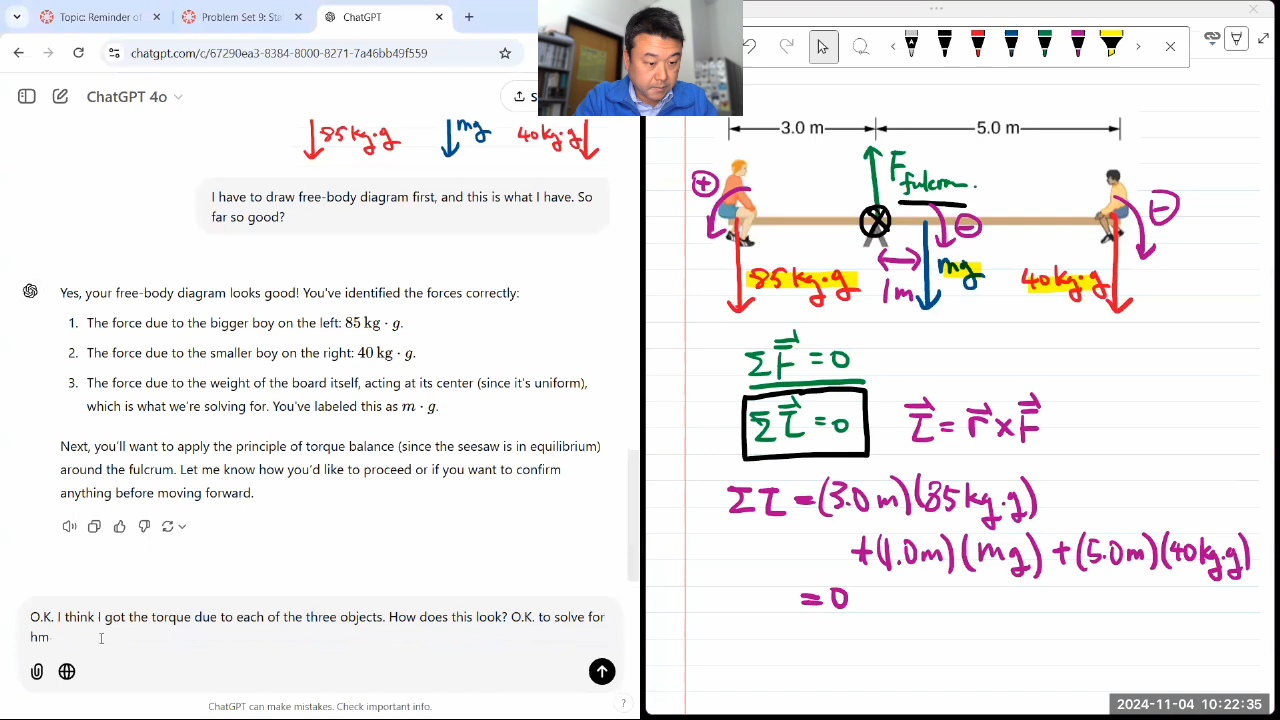 Topic: Reminder of
Problem Set 9: Sta
ChatGPT
ChatGPT 4o
85kg·g
mg
40kg·g
I have to draw free-body diagram first, and this is what I have. So
far so good?
Yes, your free-body diagram looks good! You've identified the forces correctly:
1. The force due to the bigger boy on the left: 85 kg · g.
2. The force due to the smaller boy on the right: 40 kg · g.
3. The force due to the weight of the board itself, acting at its center (since it's uniform),
which is what we're solving for. You've labeled this as m · g.
Next, you'll want to apply the principle of torque balance (since the seesaw is in equilibrium)
around the fulcrum. Let me know how you'd like to proceed or if you want to confirm
anything before moving forward.
O.K. I think I got the torque due to each of the three objects. How does this look? O.K. to solve for
hm
ChatGPT can make mistakes. Check important info.
?
3.0 m
5.0 m
F fulcrum.
+
−
−
85kg·g
1m
mg
40kg·g
ΣF⃗ = 0
Στ⃗ = 0
τ⃗ = r⃗ × F⃗
Στ = (3.0m)(85kg·g)
+(1.0m)(mg) + (5.0m)(40kg·g)
= 0
2024-11-04 10:22:35